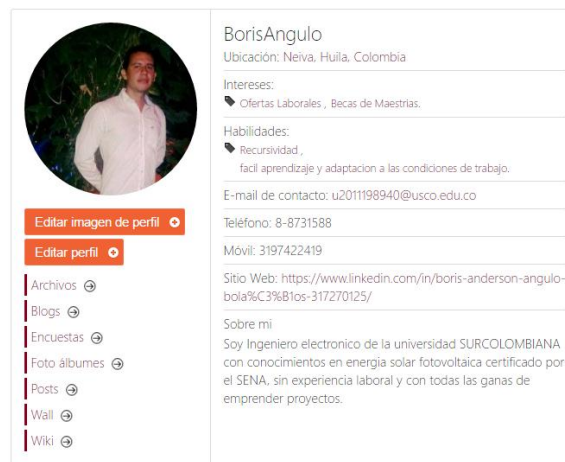 BorisAngulo
Ubicación: Neiva, Huila, Colombia
Intereses:
Ofertas Laborales , Becas de Maestrias.
Habilidades:
Recursividad ,
facil aprendizaje y adaptacion a las condiciones de trabajo.
E-mail de contacto: u2011198940@usco.edu.co
Teléfono: 8-8731588
Móvil: 3197422419
Sitio Web: https://www.linkedin.com/in/boris-anderson-angulo-
bola%C3%B1os-317270125/
Sobre mi
Soy Ingeniero electronico de la universidad SURCOLOMBIANA
con conocimientos en energia solar fotovoltaica certificado por
el SENA, sin experiencia laboral y con todas las ganas de
emprender proyectos.
Editar imagen de perfil
Editar perfil
Archivos
Blogs
Encuestas
Foto álbumes
Posts
Wall
Wiki